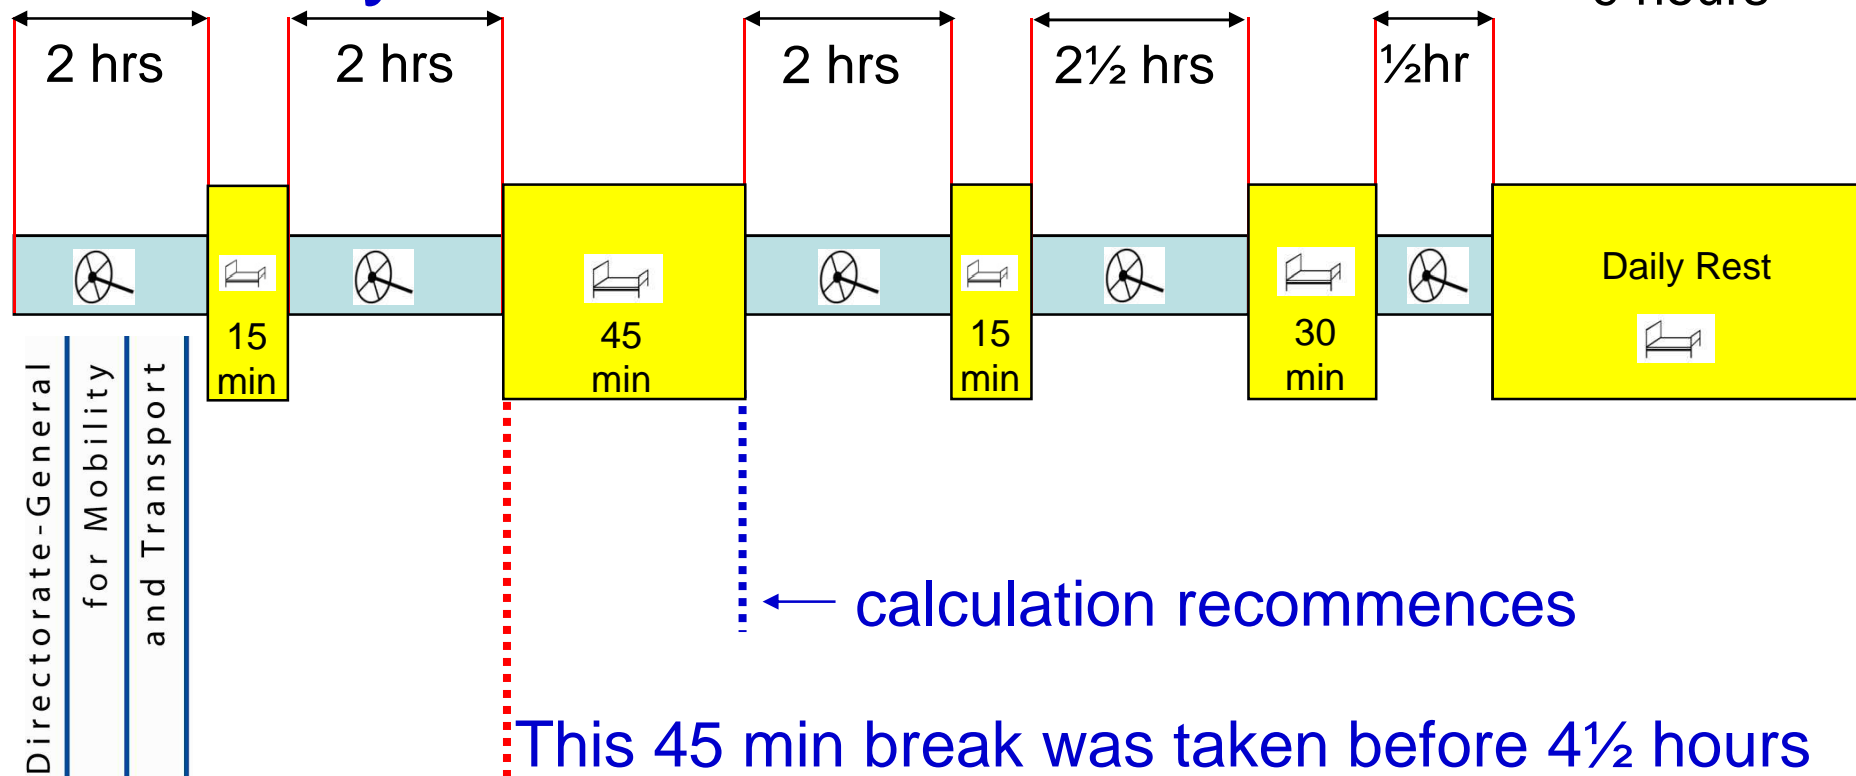 hours
2 hrs
2 hrs
2 hrs
2½ hrs
½hr
15
min
45
min
15
min
30
min
Daily Rest
Directorate-General
for Mobility
and Transport
calculation recommences
This 45 min break was taken before 4½ hours